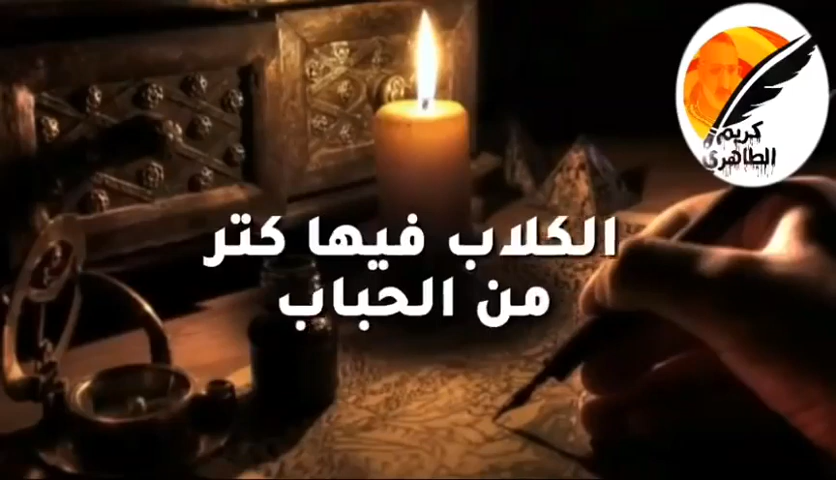 كريم
الطاهري
الكلاب فيها كتر
من الحباب